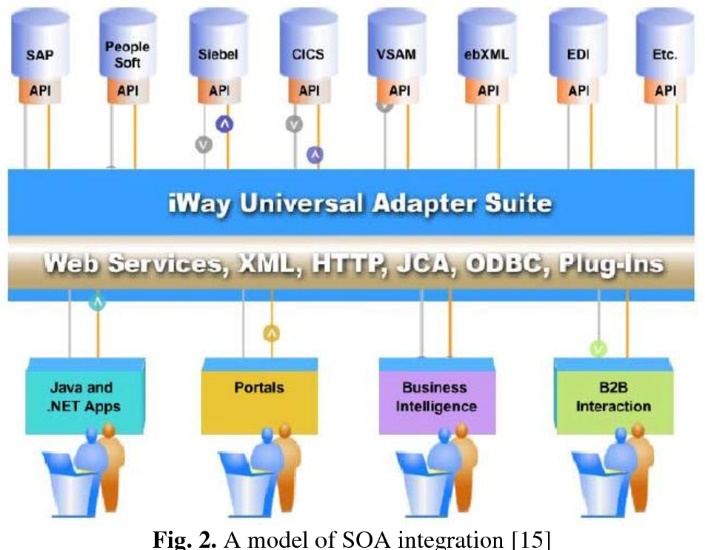 SAP
People
Soft
Siebel
CICS
VSAM
ebXML
EDI
Etc.
API
API
API
API
API
API
API
API
iWay Universal Adapter Suite
Web Services, XML, HTTP, JCA, ODBC, Plug-Ins
Java and
.NET Apps
Portals
Business
Intelligence
B2B
Interaction
Fig. 2. A model of SOA integration [15]